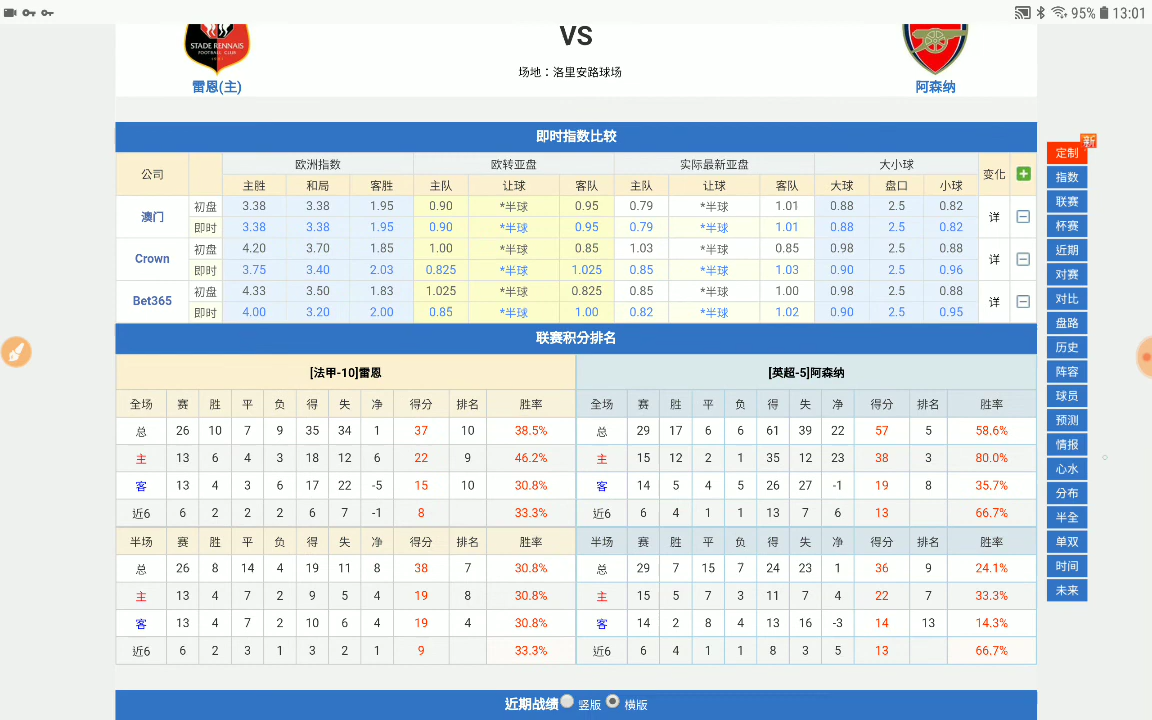 95% 13:01
STADE RENNAIS
FOOTBALL CLUB
VS
场地：洛里安路球场
雷恩(主) 阿森纳
即时指数比较
公司 欧洲指数 欧转亚盘 实际最新亚盘 大小球 变化
主胜 和局 客胜 主队 让球 客队 主队 让球 客队 大球 盘口 小球
澳门 初盘 3.38 3.38 1.95 0.90 *半球 0.95 0.79 *半球 1.01 0.88 2.5 0.82 详
即时 3.38 3.38 1.95 0.90 *半球 0.95 0.79 *半球 1.01 0.88 2.5 0.82
Crown 初盘 4.20 3.70 1.85 1.00 *半球 0.85 1.03 *半球 0.85 0.98 2.5 0.88 详
即时 3.75 3.40 2.03 0.825 *半球 1.025 0.85 *半球 1.03 0.90 2.5 0.96
Bet365 初盘 4.33 3.50 1.83 1.025 *半球 0.825 0.85 *半球 1.00 0.98 2.5 0.88 详
即时 4.00 3.20 2.00 0.85 *半球 1.00 0.82 *半球 1.02 0.90 2.5 0.95
联赛积分排名
[法甲-10]雷恩 [英超-5]阿森纳
全场 赛 胜 平 负 得 失 净 得分 排名 胜率 全场 赛 胜 平 负 得 失 净 得分 排名 胜率
总 26 10 7 9 35 34 1 37 10 38.5% 总 29 17 6 6 61 39 22 57 5 58.6%
主 13 6 4 3 18 12 6 22 9 46.2% 主 15 12 2 1 35 12 23 38 3 80.0%
客 13 4 3 6 17 22 -5 15 10 30.8% 客 14 5 4 5 26 27 -1 19 8 35.7%
近6 6 2 2 2 6 7 -1 8 33.3% 近6 6 4 1 1 13 7 6 13 66.7%
半场 赛 胜 平 负 得 失 净 得分 排名 胜率 半场 赛 胜 平 负 得 失 净 得分 排名 胜率
总 26 8 14 4 19 11 8 38 7 30.8% 总 29 7 15 7 24 23 1 36 9 24.1%
主 13 4 7 2 9 5 4 19 8 30.8% 主 15 5 7 3 11 7 4 22 7 33.3%
客 13 4 7 2 10 6 4 19 4 30.8% 客 14 2 8 4 13 16 -3 14 13 14.3%
近6 6 2 3 1 3 2 1 9 33.3% 近6 6 4 1 1 8 3 5 13 66.7%
近期战绩 竖版 横版
新
定制
指数
联赛
杯赛
近期
对赛
对比
盘路
历史
阵容
球员
预测
情报
心水
分布
半全
单双
时间
未来